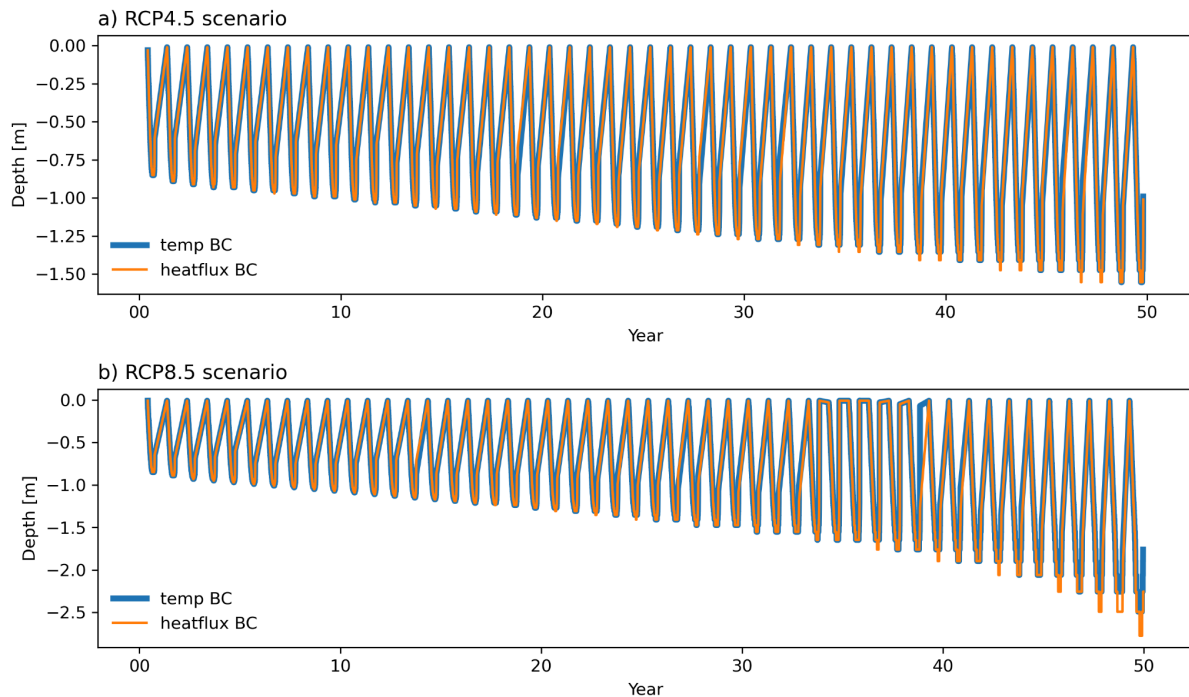 a) RCP4.5 scenario
0.00
−0.25
−0.50
−0.75
−1.00
−1.25
−1.50
Depth [m]
temp BC
heatflux BC
00 10 20 30 40 50
Year
b) RCP8.5 scenario
0.0
−0.5
−1.0
−1.5
−2.0
−2.5
Depth [m]
temp BC
heatflux BC
00 10 20 30 40 50
Year